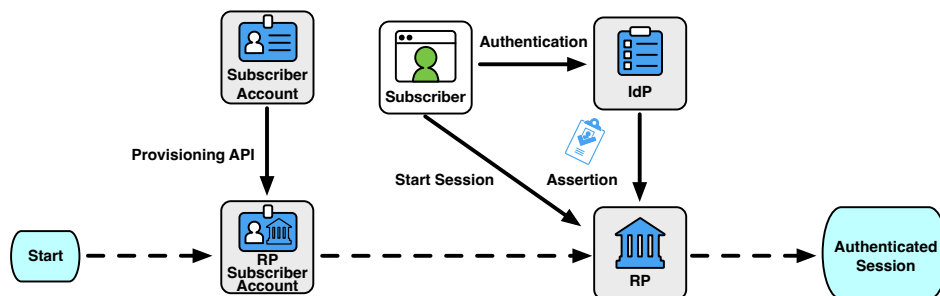 Subscriber
Account
Authentication
Subscriber
IdP
Provisioning API
Start Session
Assertion
Start
RP
Subscriber
Account
RP
Authenticated
Session